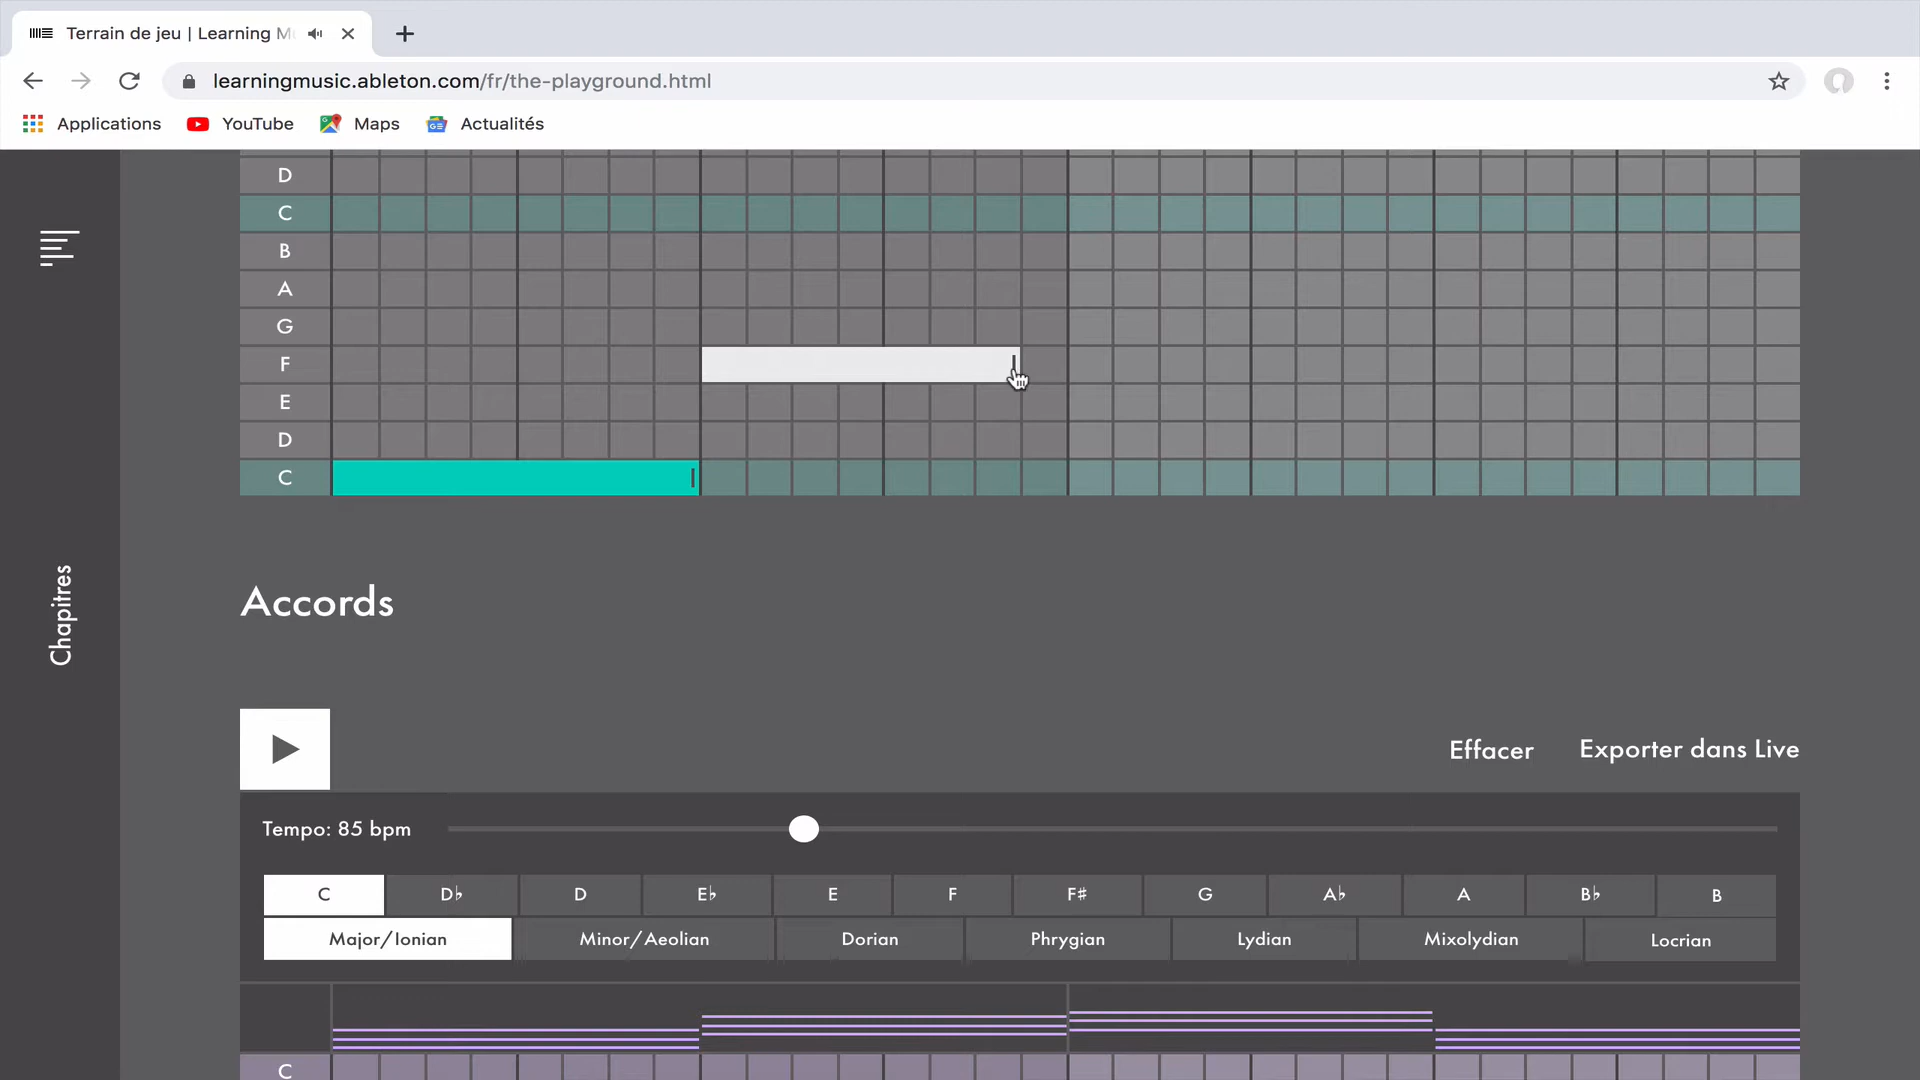 Terrain de jeu | Learning M
learningmusic.ableton.com/fr/the-playground.html
Applications YouTube Maps Actualités
D
C
B
A
G
F
E
D
C
Chapitres
Accords
Effacer Exporter dans Live
Tempo: 85 bpm
C D♭ D E♭ E F F♯ G A♭ A B♭ B
Major/Ionian Minor/Aeolian Dorian Phrygian Lydian Mixolydian Locrian
C